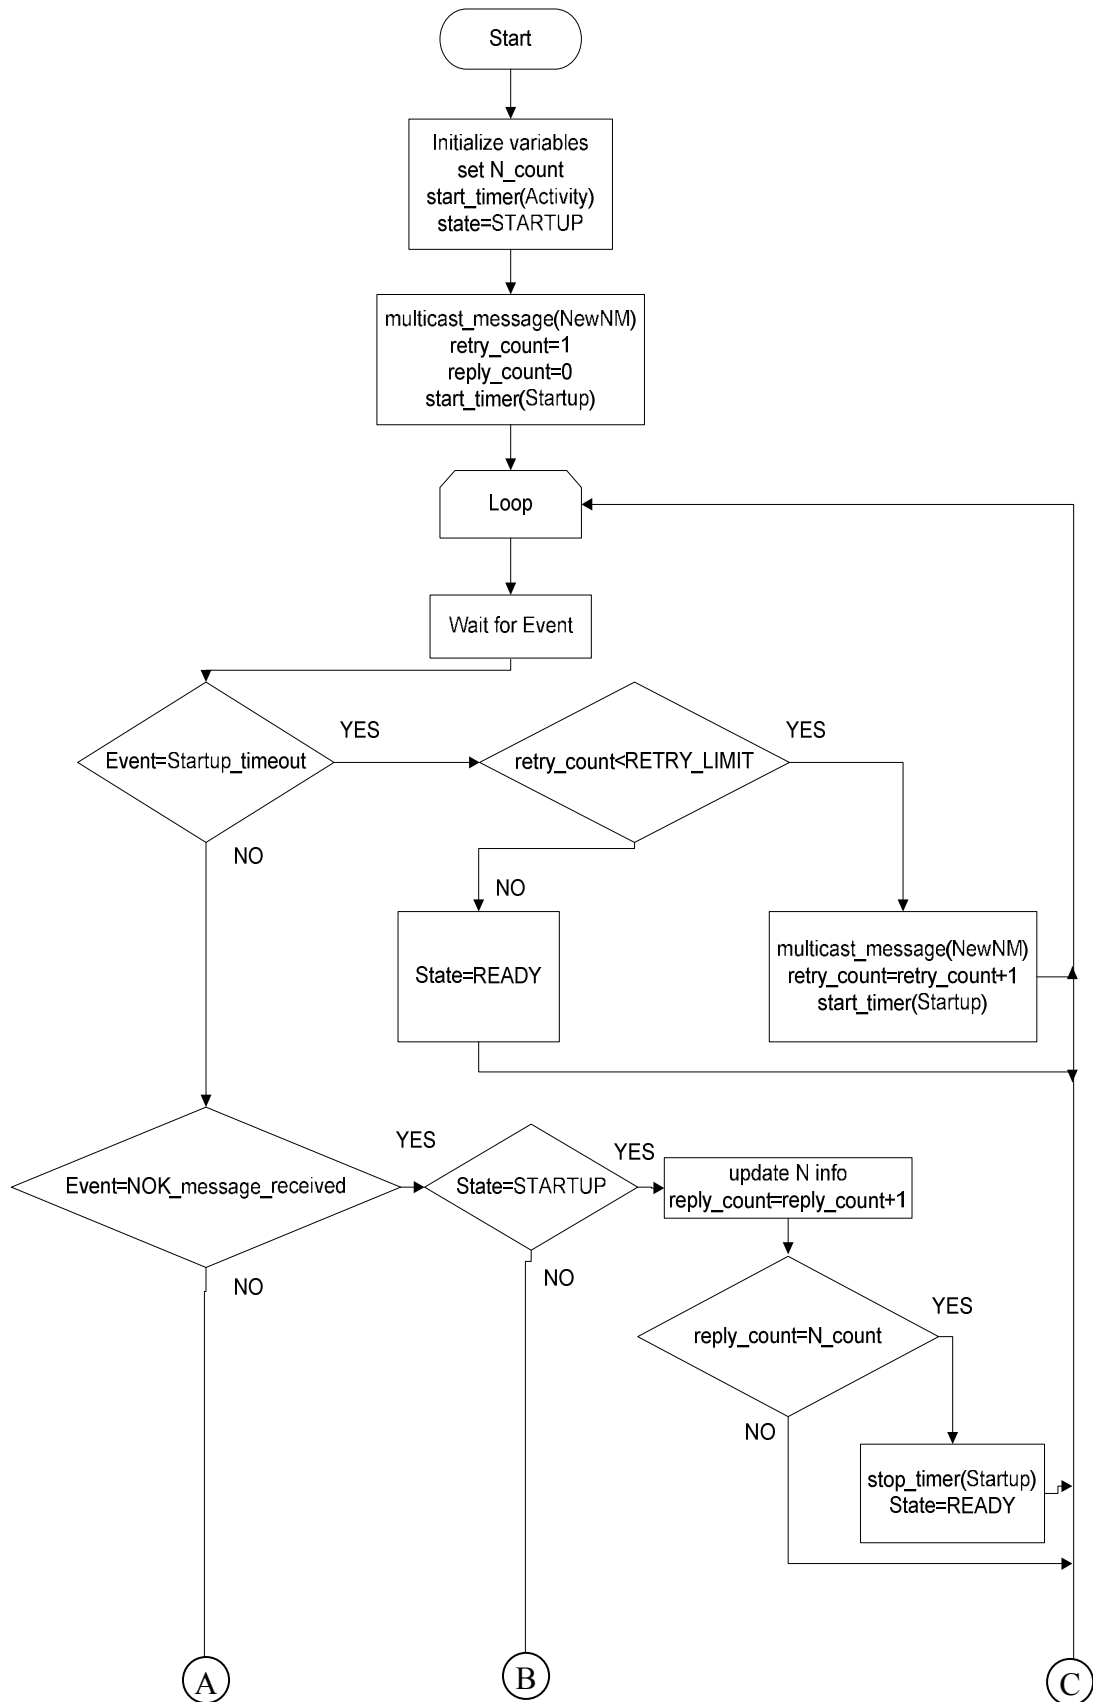 Start
Initialize variables
set N_count
start_timer(Activity)
state=STARTUP
multicast_message(NewNM)
retry_count=1
reply_count=0
start_timer(Startup)
Loop
Wait for Event
Event=Startup_timeout
YES
retry_count<RETRY_LIMIT
YES
NO
NO
State=READY
multicast_message(NewNM)
retry_count=retry_count+1
start_timer(Startup)
Event=NOK_message_received
YES
State=STARTUP
YES
update N info
reply_count=reply_count+1
NO
NO
reply_count=N_count
YES
NO
stop_timer(Startup)
State=READY
A
B
C